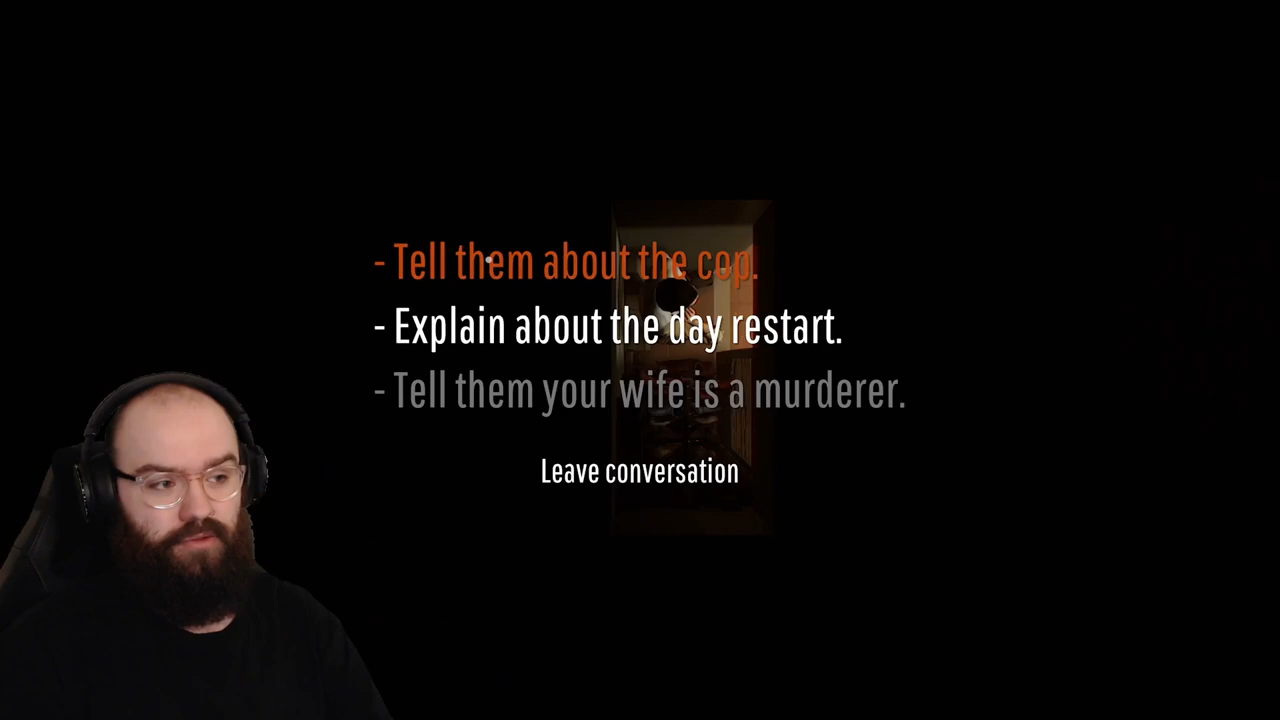 - Tell them about the cop.
- Explain about the day restart.
- Tell them your wife is a murderer.
Leave conversation